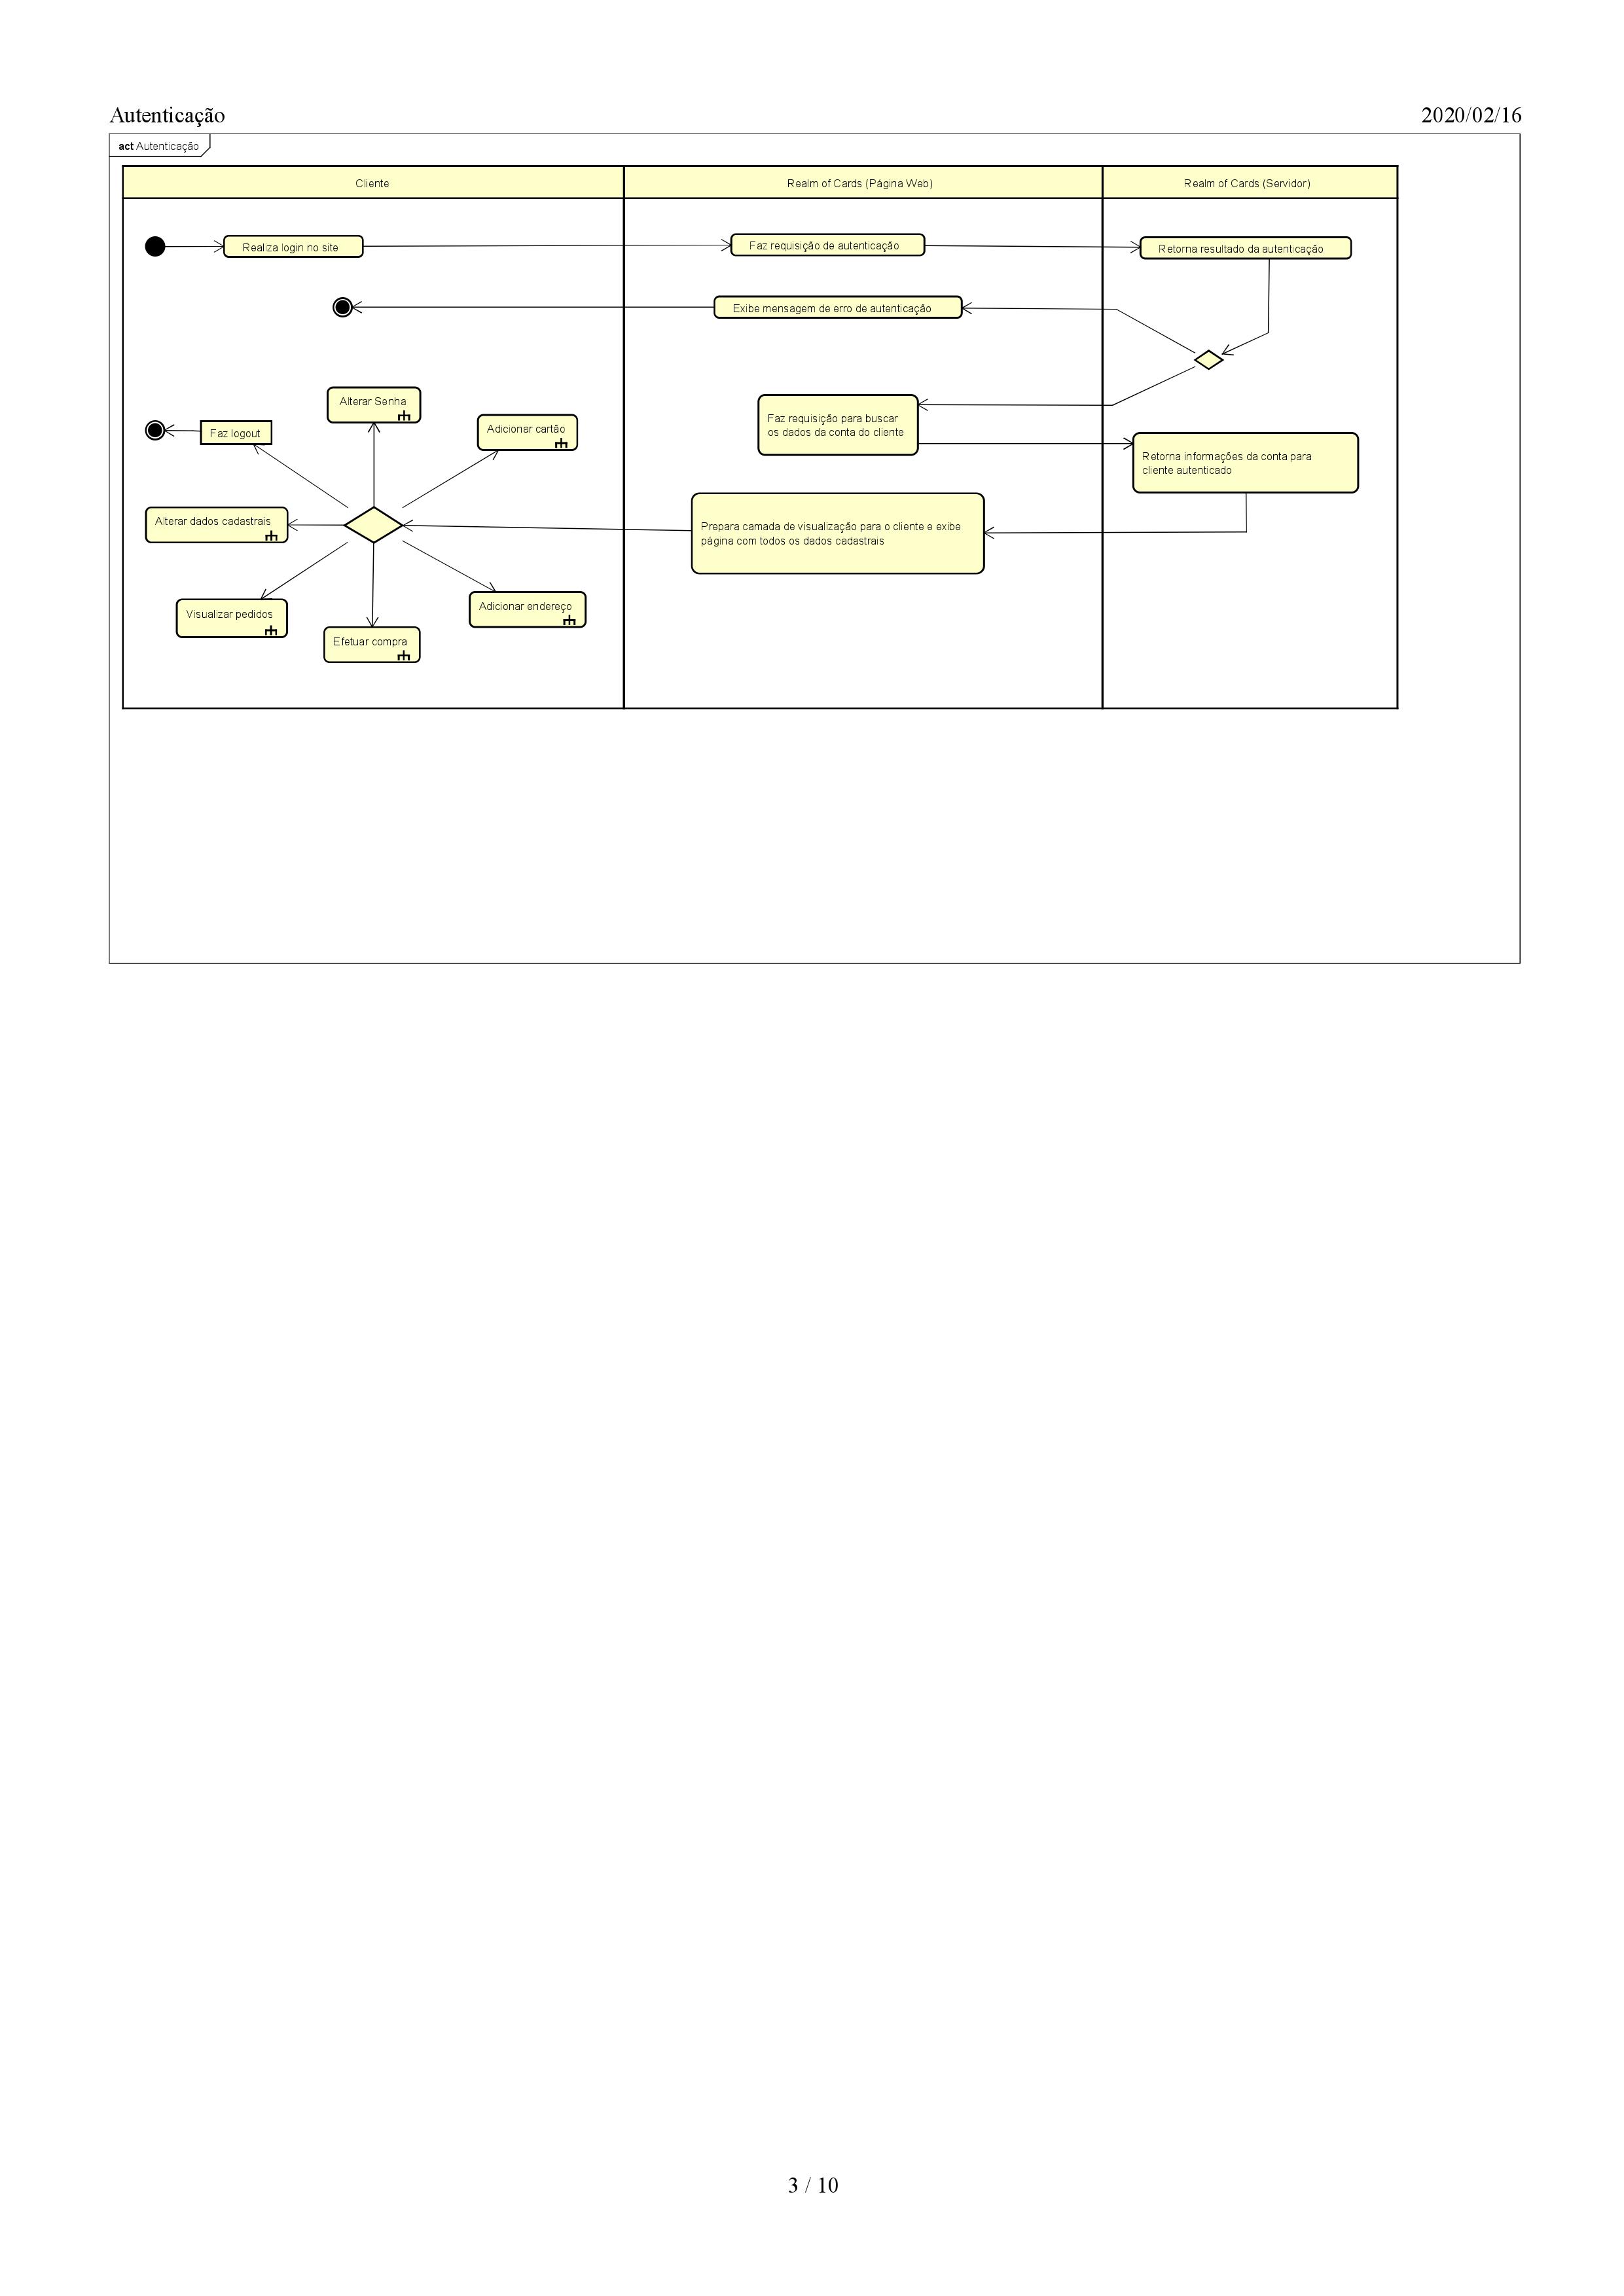 Autenticação
2020/02/16
act Autenticação
Cliente
Realm of Cards (Página Web)
Realm of Cards (Servidor)
Realiza login no site
Faz requisição de autenticação
Retorna resultado da autenticação
Exibe mensagem de erro de autenticação
Alterar Senha
Adicionar cartão
Faz logout
Faz requisição para buscar
os dados da conta do cliente
Retorna informações da conta para
cliente autenticado
Alterar dados cadastrais
Prepara camada de visualização para o cliente e exibe
página com todos os dados cadastrais
Visualizar pedidos
Efetuar compra
Adicionar endereço
3 / 10